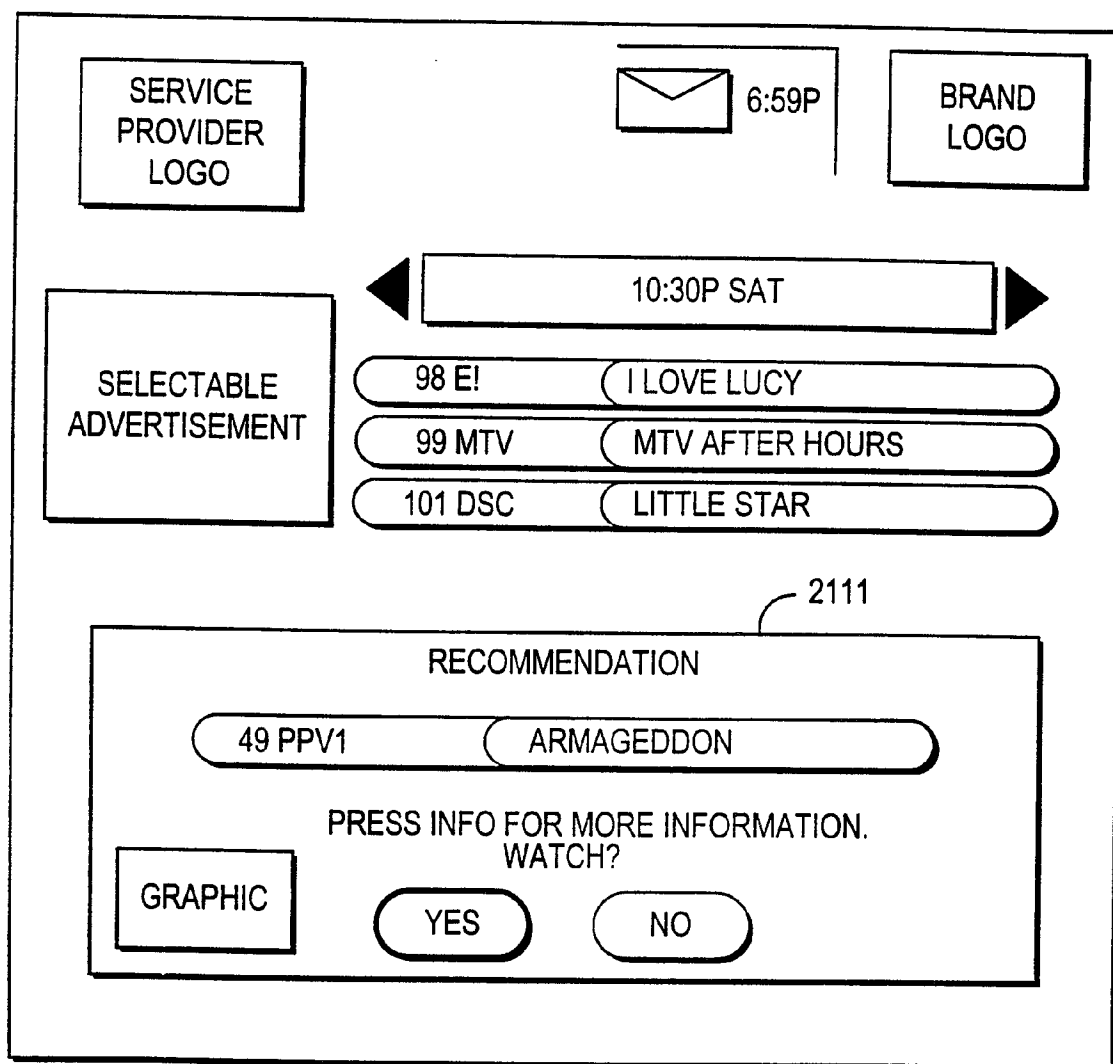 SERVICE
PROVIDER
LOGO
6:59P
BRAND
LOGO
10:30P SAT
SELECTABLE
ADVERTISEMENT
98 E! I LOVE LUCY
99 MTV MTV AFTER HOURS
101 DSC LITTLE STAR
2111
RECOMMENDATION
49 PPV1 ARMAGEDDON
PRESS INFO FOR MORE INFORMATION.
WATCH?
GRAPHIC
YES NO